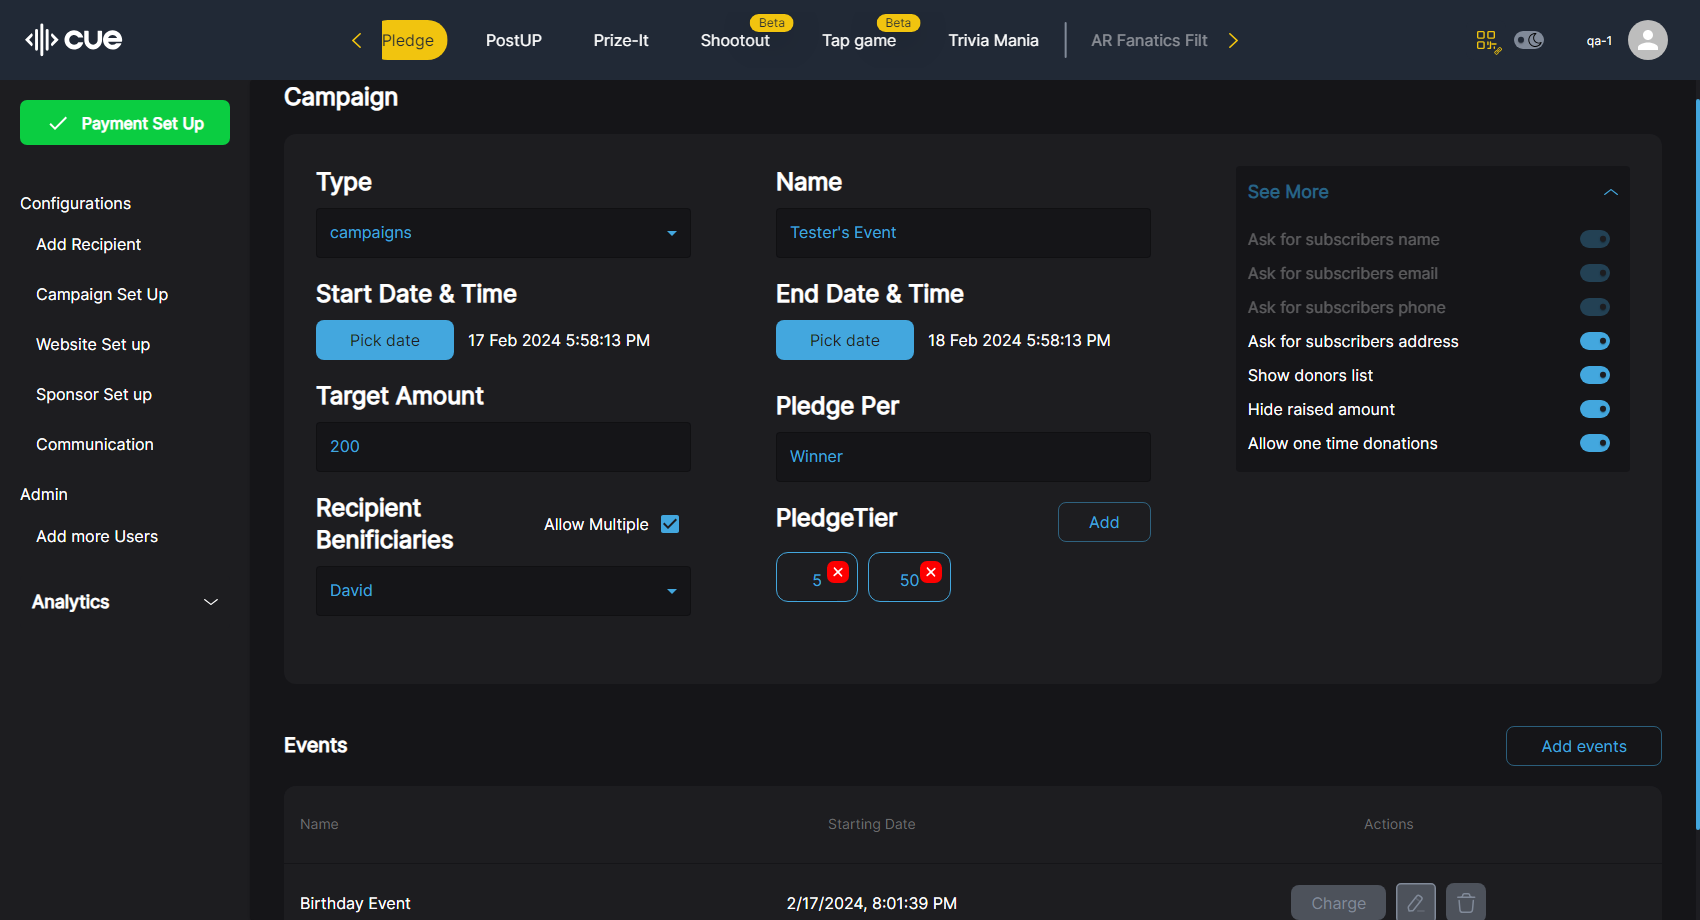 cue
Pledge
PostUP
Prize-It
Beta
Shootout
Beta
Tap game
Trivia Mania
AR Fanatics Filt
qa-1
Payment Set Up
Configurations
Add Recipient
Campaign Set Up
Website Set up
Sponsor Set up
Communication
Admin
Add more Users
Analytics
Campaign
Type
campaigns
Name
Tester's Event
Start Date & Time
Pick date 17 Feb 2024 5:58:13 PM
End Date & Time
Pick date 18 Feb 2024 5:58:13 PM
Target Amount
200
Pledge Per
Winner
Recipient
Benificiaries
Allow Multiple
David
PledgeTier
Add
5
50
See More
Ask for subscribers name
Ask for subscribers email
Ask for subscribers phone
Ask for subscribers address
Show donors list
Hide raised amount
Allow one time donations
Events
Add events
Name Starting Date Actions
Birthday Event 2/17/2024, 8:01:39 PM Charge